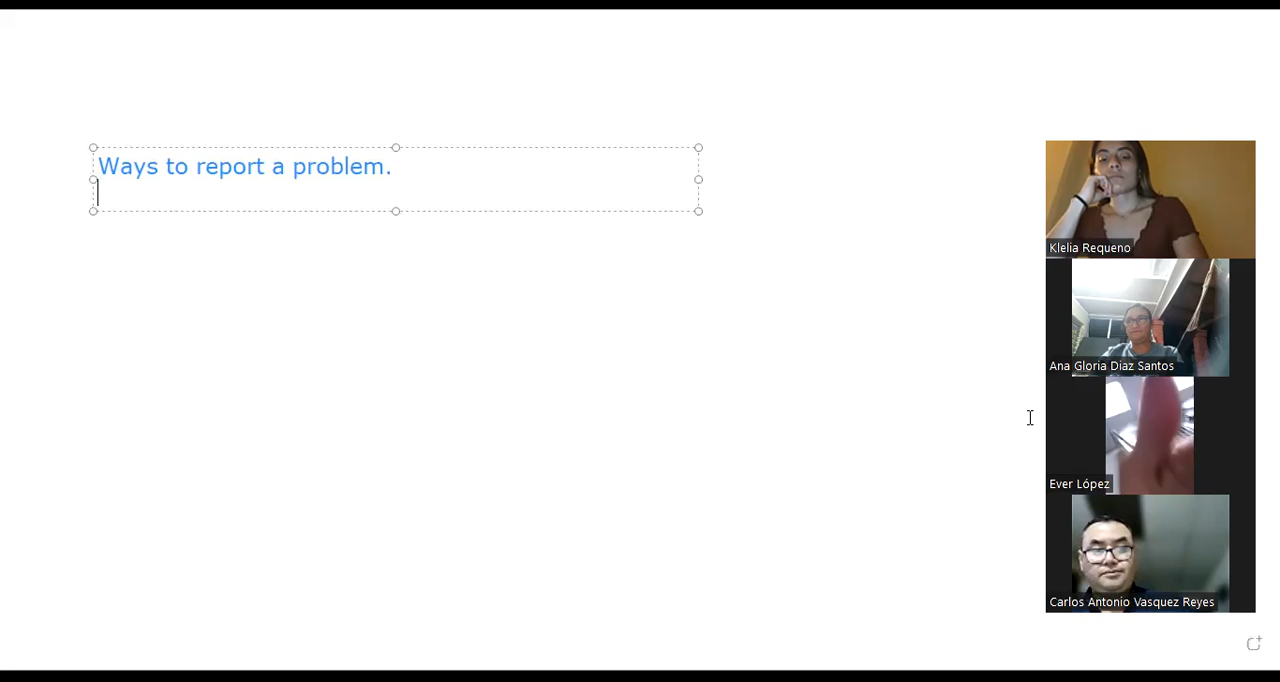 Ways to report a problem.
Klelia Requeno
Ana Gloria Diaz Santos
Ever López
Carlos Antonio Vasquez Reyes